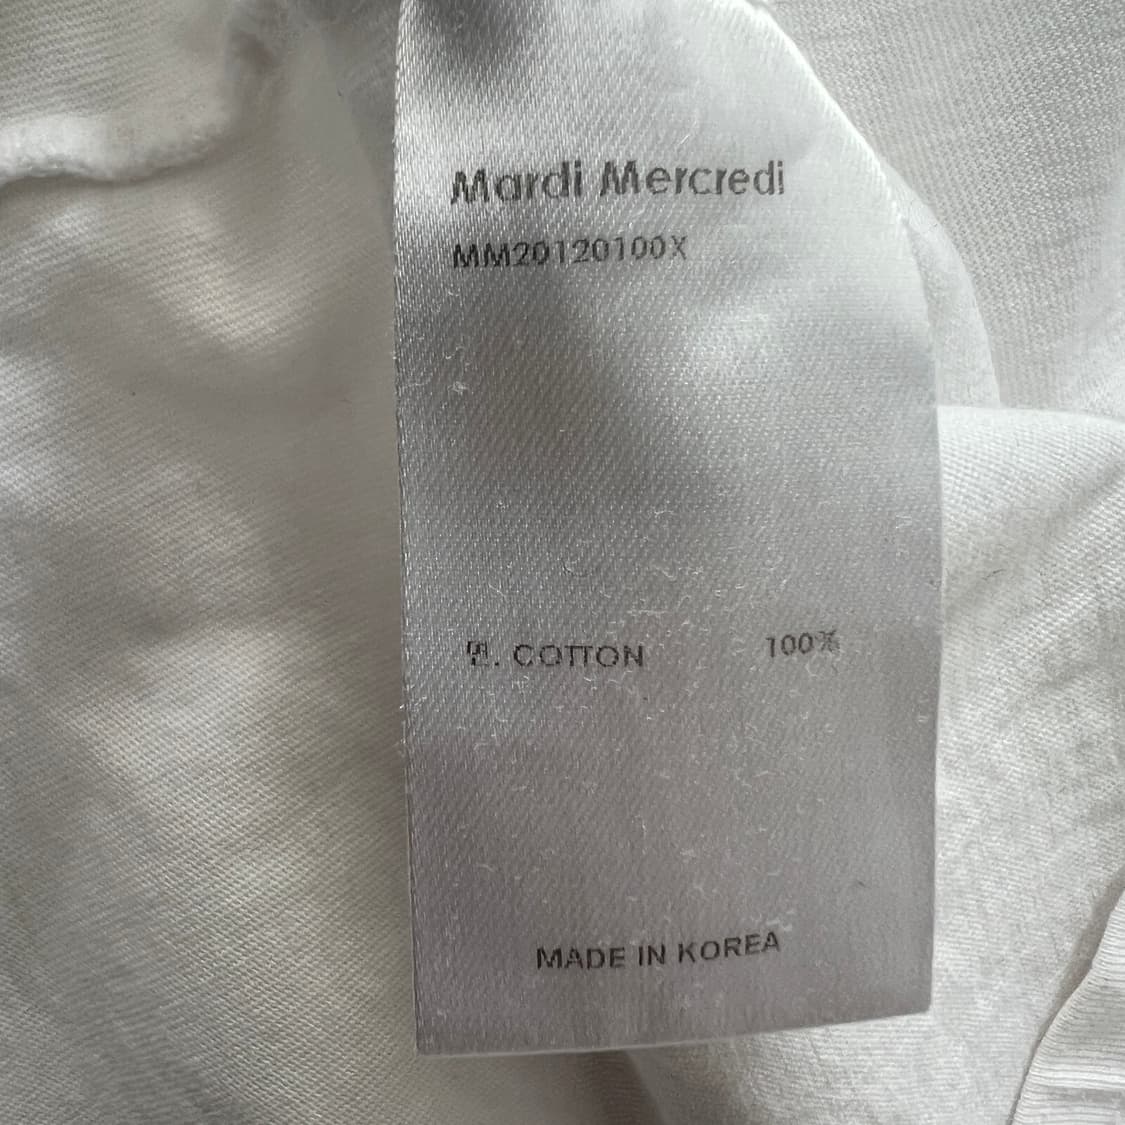 Mardi Mercredi
MM20120100X
면. COTTON 100%
MADE IN KOREA